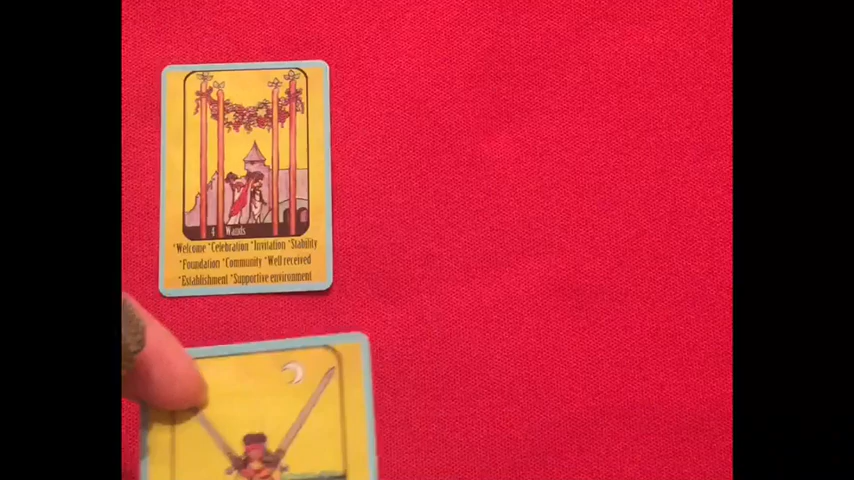 4 Wands
*Welcome *Celebration *Invitation *Stability
*Foundation *Community *Well received
*Establishment *Supportive environment